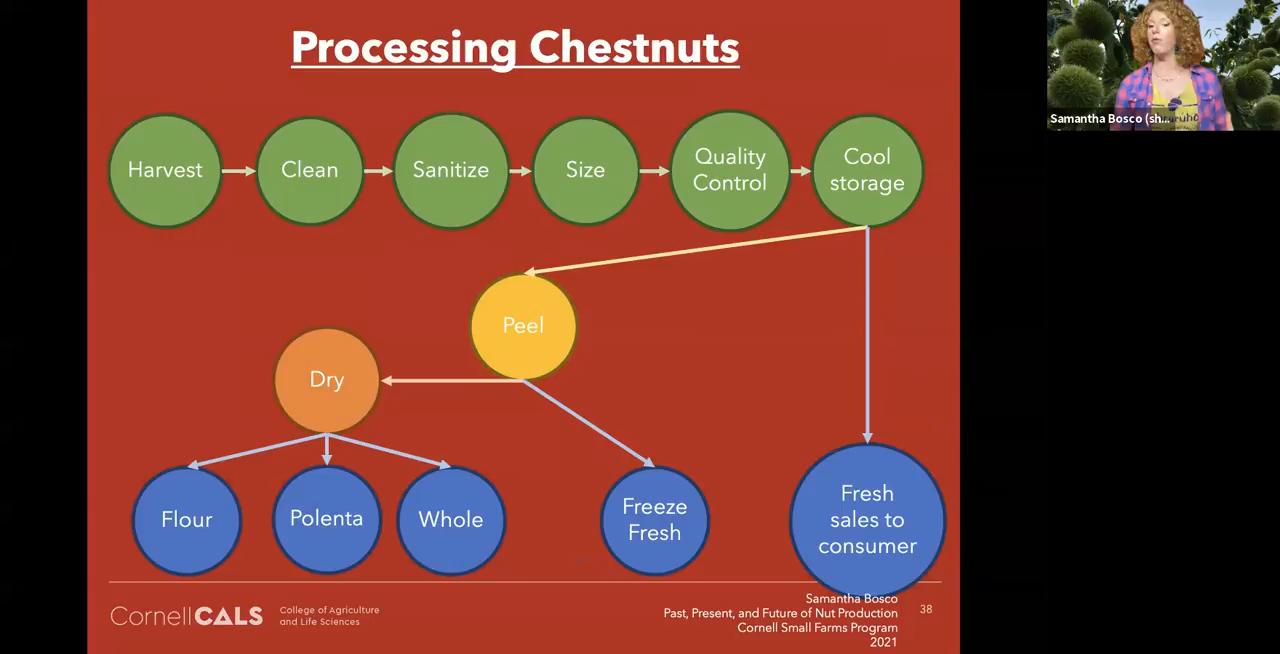 Processing Chestnuts
Samantha Bosco (sh...
Harvest
Clean
Sanitize
Size
Quality
Control
Cool
storage
Peel
Dry
Flour
Polenta
Whole
Freeze
Fresh
Fresh
sales to
consumer
CornellCALS
College of Agriculture
and Life Sciences
Samantha Bosco
Past, Present, and Future of Nut Production
Cornell Small Farms Program
2021
38